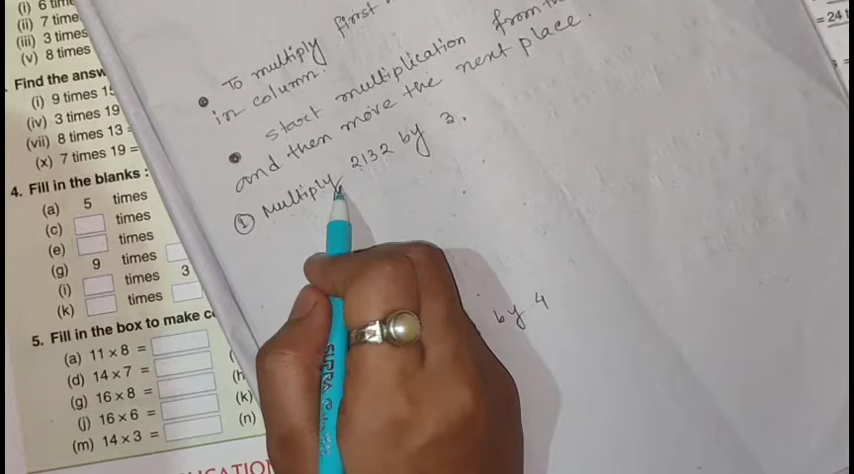 (i) 6 time
(ii) 7 time
(iii) 3 times
(v) 8 times
Find the answ
(i) 9 times 15
(iv) 3 times 19
(vii) 8 times 13 =
(x) 7 times 19 =
4. Fill in the blanks :
(a) 5 times
(c) times
(e) times
(g) 9 times
(i) times 3
(k) times
5. Fill in the box to make c
(a) 11 × 8 =
(d) 14 × 7 =
(g) 16 × 8 =
(j) 16 × 6 =
(m) 14 × 3 =
(k)
(n)
To multiply first
in column.
start multiplication from
and then move the next place.
① Multiply 2132 by 3.
by 4
= 24